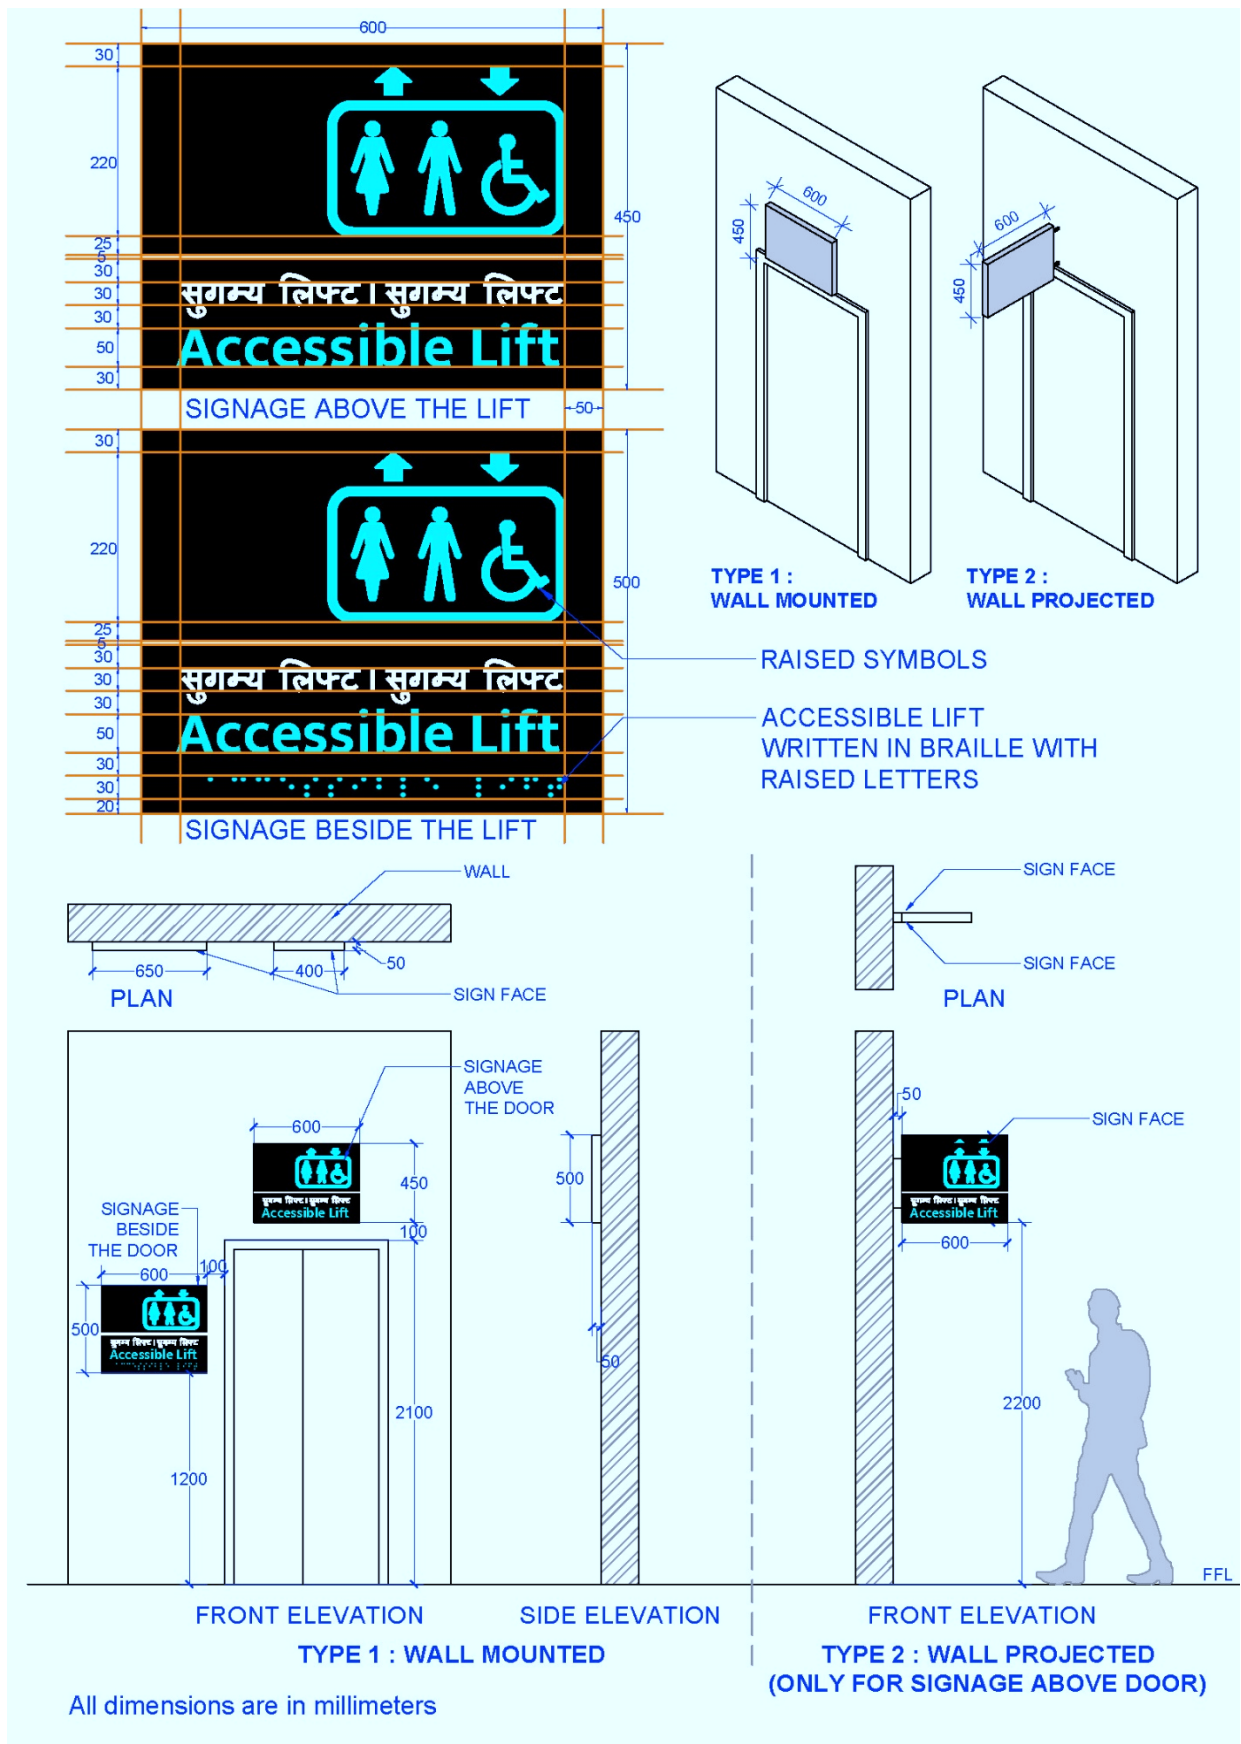 600
30
220
25
5
30
30
30
50
30
450
सुगम्य लिफ्ट । सुगम्य लिफ्ट
Accessible Lift
SIGNAGE ABOVE THE LIFT
50
30
220
25
5
30
30
30
50
30
30
20
500
सुगम्य लिफ्ट । सुगम्य लिफ्ट
Accessible Lift
SIGNAGE BESIDE THE LIFT
600
450
TYPE 1 :
WALL MOUNTED
600
450
TYPE 2 :
WALL PROJECTED
RAISED SYMBOLS
ACCESSIBLE LIFT
WRITTEN IN BRAILLE WITH
RAISED LETTERS
WALL
650
400
50
PLAN
SIGN FACE
SIGN FACE
SIGN FACE
PLAN
SIGNAGE
ABOVE
THE DOOR
600
450
100
सुगम्य लिफ्ट । सुगम्य लिफ्ट
Accessible Lift
SIGNAGE
BESIDE
THE DOOR
600
100
500
सुगम्य लिफ्ट । सुगम्य लिफ्ट
Accessible Lift
1200
2100
500
50
50
SIGN FACE
सुगम्य लिफ्ट । सुगम्य लिफ्ट
Accessible Lift
600
2200
FFL
FRONT ELEVATION
SIDE ELEVATION
TYPE 1 : WALL MOUNTED
FRONT ELEVATION
TYPE 2 : WALL PROJECTED
(ONLY FOR SIGNAGE ABOVE DOOR)
All dimensions are in millimeters